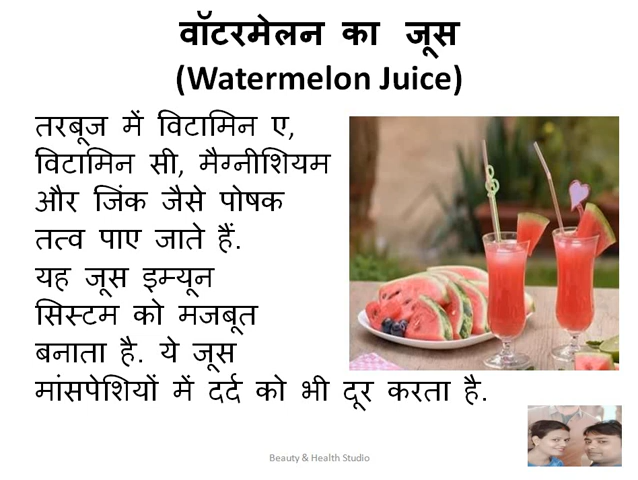 वॉटरमेलन का जूस
(Watermelon Juice)
तरबूज में विटामिन ए,
विटामिन सी, मैग्नीशियम
और जिंक जैसे पोषक
तत्व पाए जाते हैं.
यह जूस इम्यून
सिस्टम को मजबूत
बनाता है. ये जूस
मांसपेशियों में दर्द को भी दूर करता है.
Beauty & Health Studio